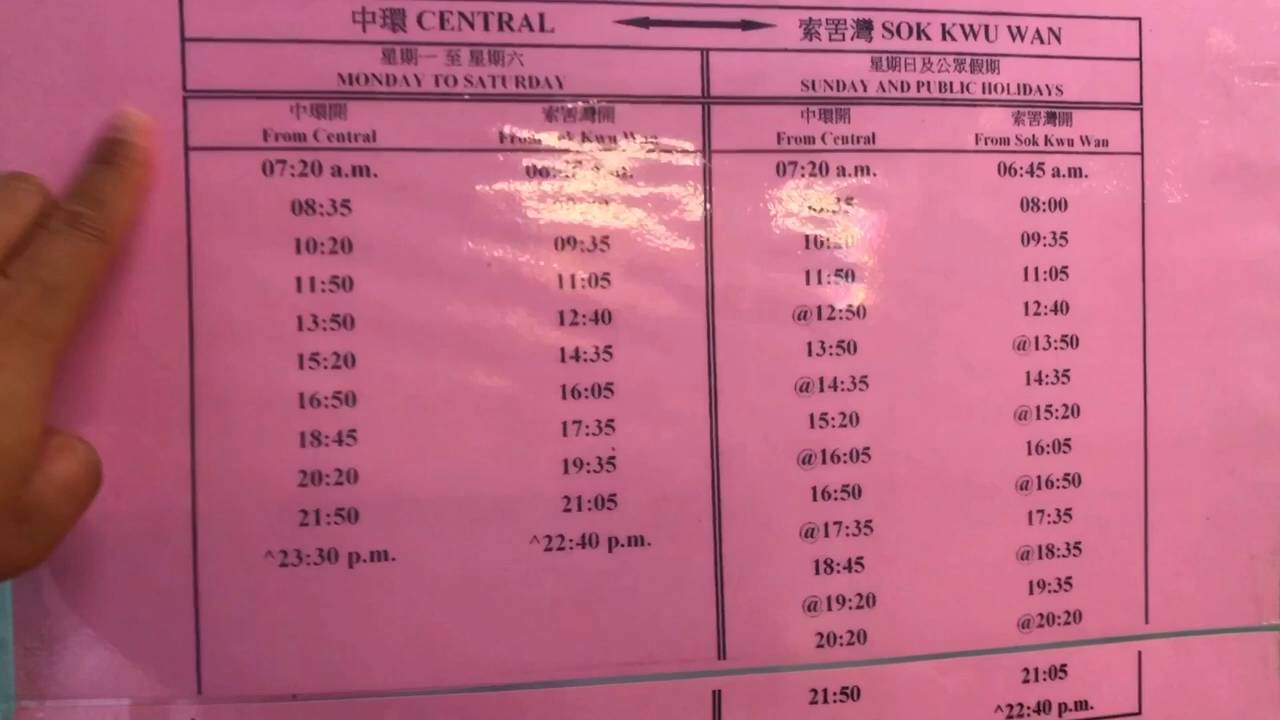 中環 CENTRAL 索罟灣 SOK KWU WAN
星期一 至 星期六 星期日及公眾假期
MONDAY TO SATURDAY SUNDAY AND PUBLIC HOLIDAYS
中環開 索罟灣開 中環開 索罟灣開
From Central From Sok Kwu Wan From Central From Sok Kwu Wan
07:20 a.m. 07:20 a.m. 06:45 a.m.
08:35 08:00
10:20 09:35 10:20 09:35
11:50 11:05 11:50 11:05
13:50 12:40 @12:50 12:40
15:20 14:35 13:50 @13:50
16:50 16:05 @14:35 14:35
18:45 17:35 15:20 @15:20
20:20 19:35 @16:05 16:05
21:50 21:05 16:50 @16:50
^23:30 p.m. ^22:40 p.m. @17:35 17:35
18:45 @18:35
@19:20 19:35
20:20 @20:20
21:50 21:05
^22:40 p.m.